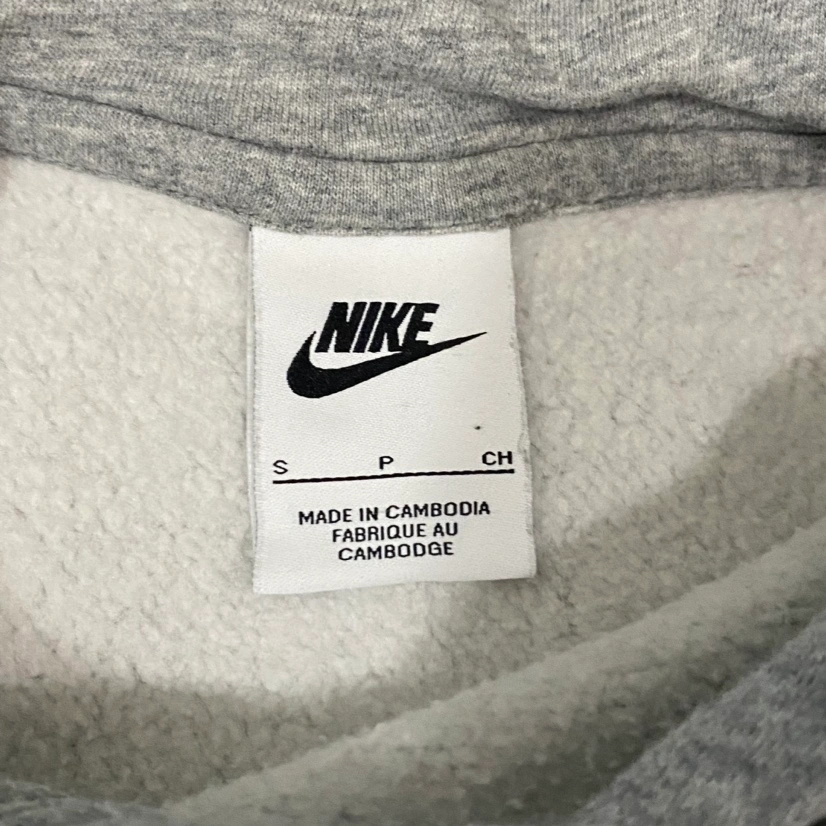 NIKE
S P CH
MADE IN CAMBODIA
FABRIQUE AU
CAMBODGE